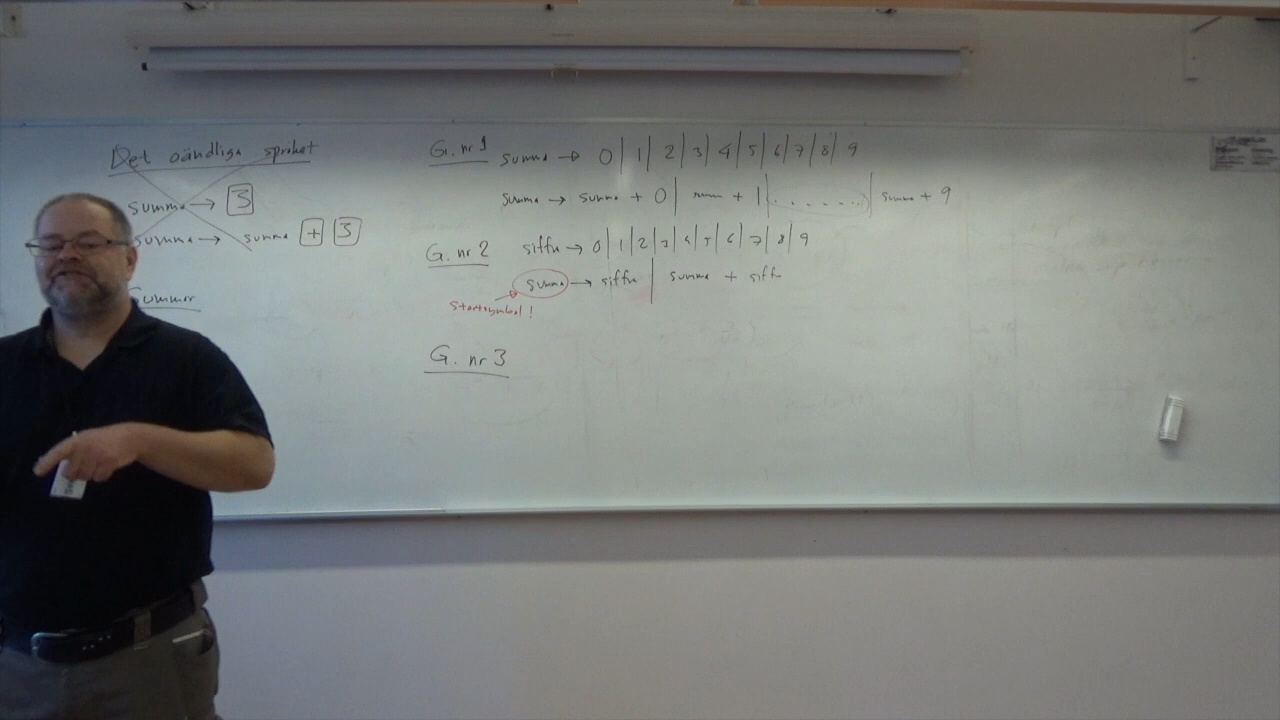 Det oändliga språket
summa → 3
summa → summa + 3
Summor
G. nr 1 summa → 0 | 1 | 2 | 3 | 4 | 5 | 6 | 7 | 8 | 9
summa → summa + 0 | summa + 1 | ....... | summa + 9
G. nr 2 siffra → 0 | 1 | 2 | 3 | 4 | 5 | 6 | 7 | 8 | 9
summa → siffra | summa + siffra
Startsymbol!
G. nr 3